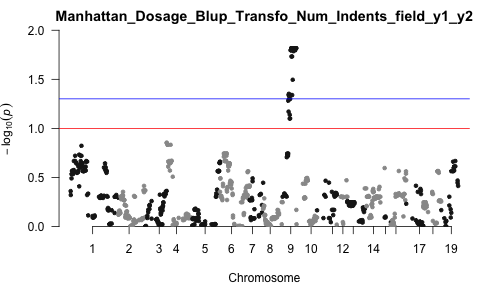 Manhattan_Dosage_Blup_Transfo_Num_Indents_field_y1_y2
2.0
1.5
1.0
0.5
0.0
− log10(p)
1 2 3 4 5 6 7 8 9 10 12 14 17 19
Chromosome